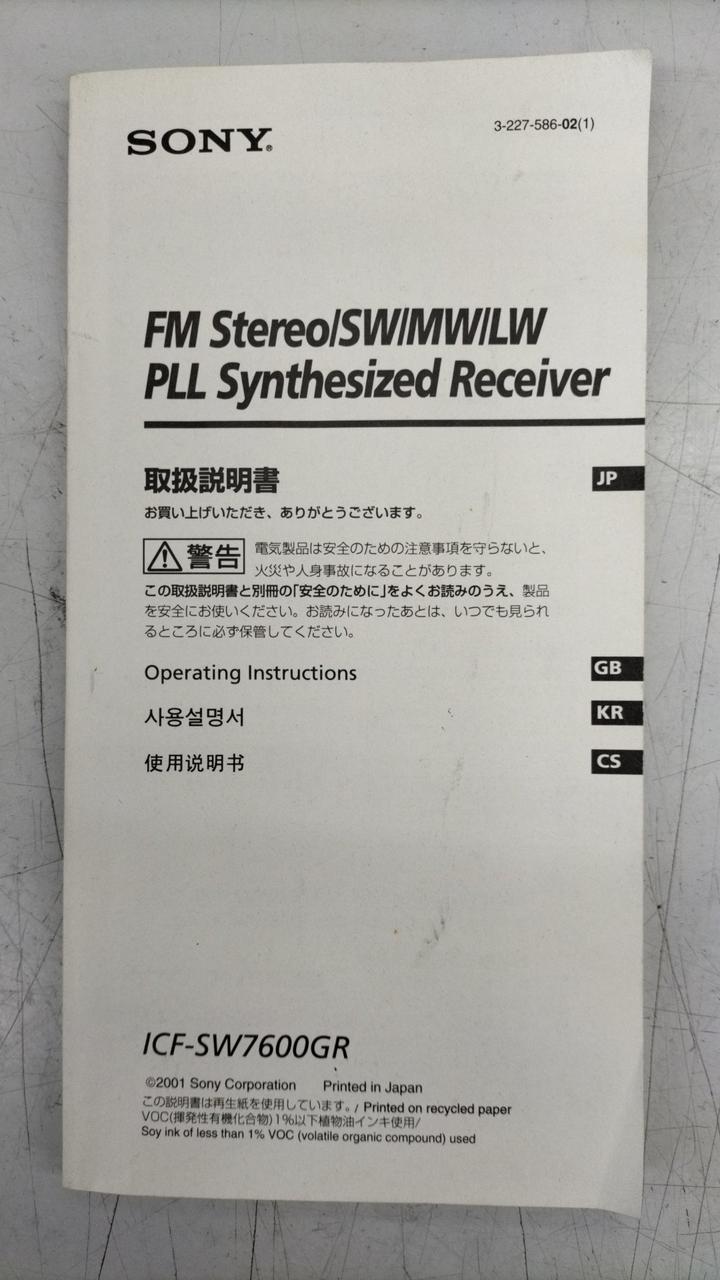 SONY®
3-227-586-02(1)
FM Stereo/SW/MW/LW
PLL Synthesized Receiver
取扱説明書
JP
お買い上げいただき、ありがとうございます。
警告
電気製品は安全のための注意事項を守らないと、
火災や人身事故になることがあります。
この取扱説明書と別冊の「安全のために」をよくお読みのうえ、製品
を安全にお使いください。お読みになったあとは、いつでも見られ
るところに必ず保管してください。
Operating Instructions
GB
사용설명서
KR
使用说明书
CS
ICF-SW7600GR
©2001 Sony Corporation Printed in Japan
この説明書は再生紙を使用しています。/ Printed on recycled paper
VOC(揮発性有機化合物)1%以下植物油インキ使用/
Soy ink of less than 1% VOC (volatile organic compound) used